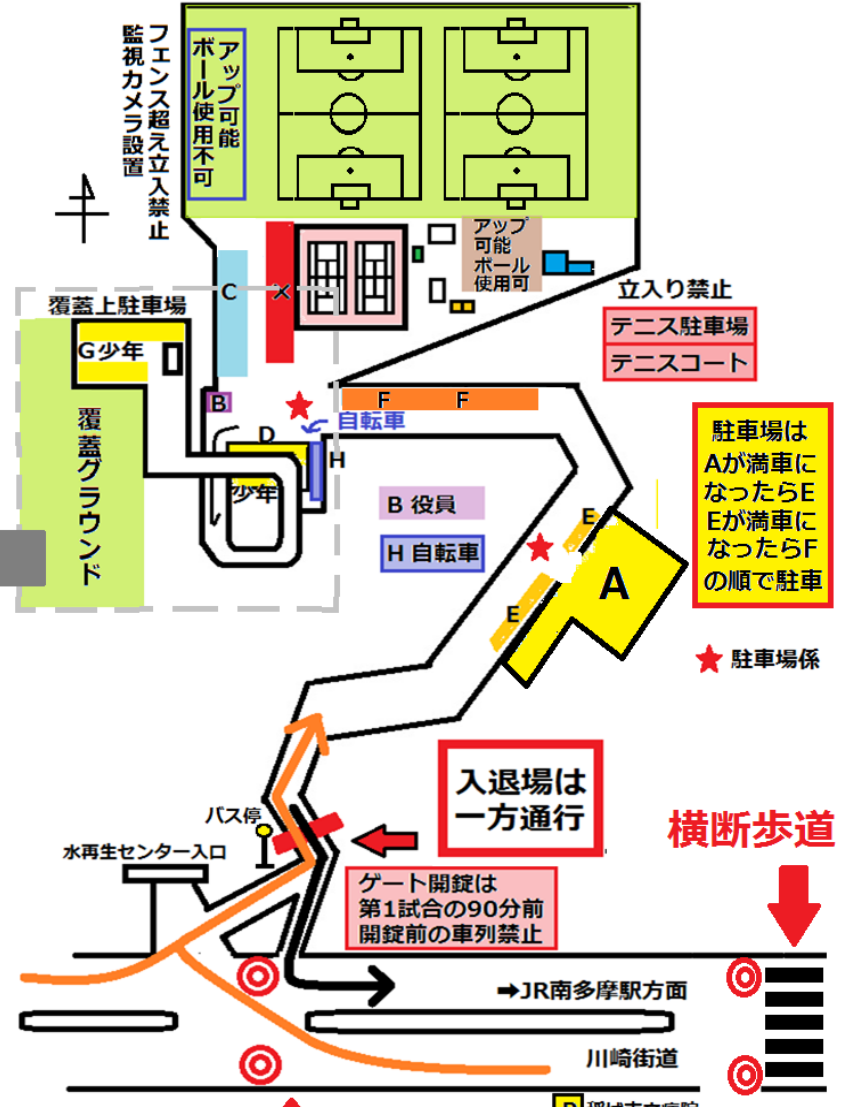 フェンス超え立入禁止
監視カメラ設置
アップ可能
ボール使用不可
アップ
可能
ボール
使用可
C
×
立入り禁止
テニス駐車場
テニスコート
覆蓋上駐車場
G少年
覆蓋グラウンド
B
F
F
自転車
D
H
少年
B 役員
H 自転車
E
E
A
駐車場は
Aが満車に
なったらE
Eが満車に
なったらF
の順で駐車
★ 駐車場係
入退場は
一方通行
バス停
水再生センター入口
ゲート開錠は
第1試合の90分前
開錠前の車列禁止
横断歩道
➡JR南多摩駅方面
川崎街道